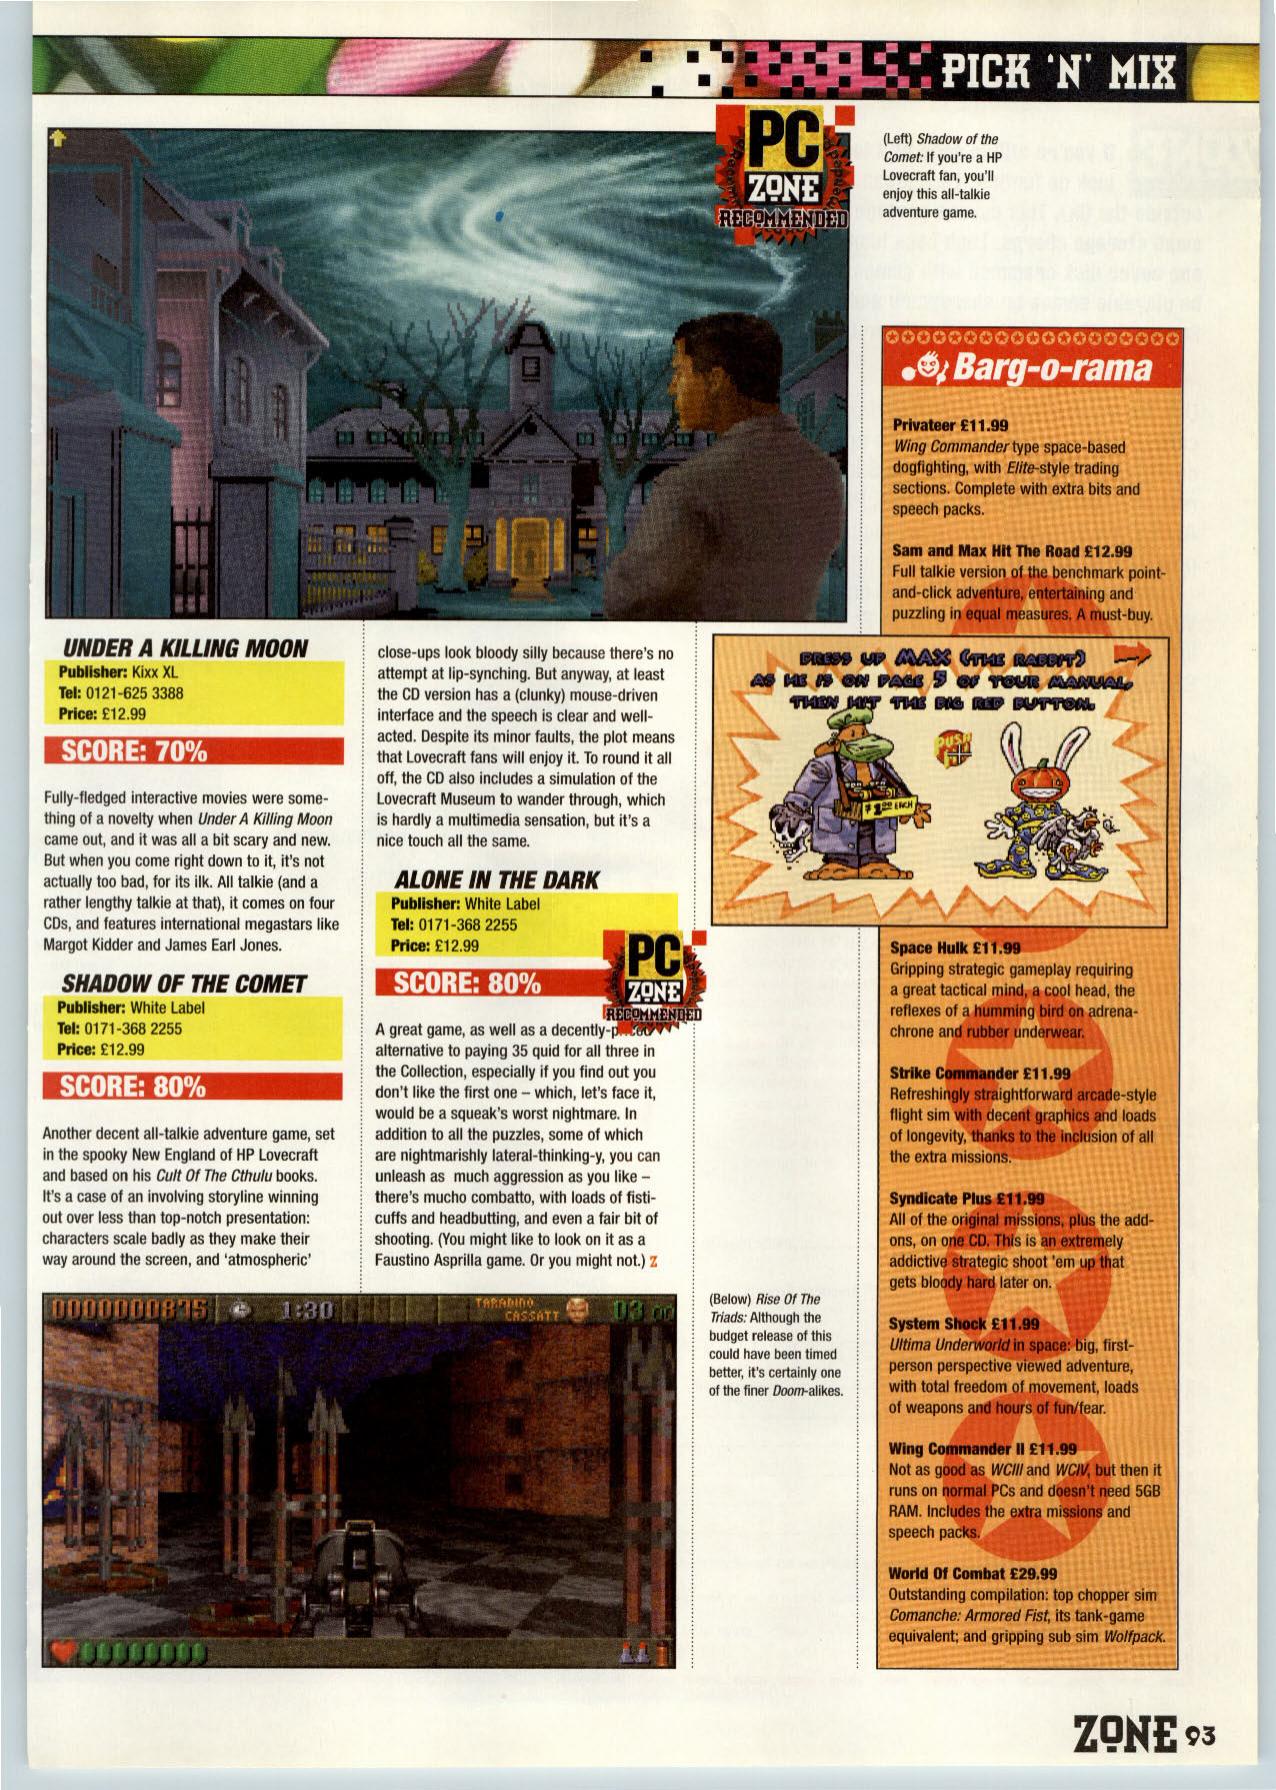 PICK 'N' MIX
PC
ZONE
RECOMMENDED
(Left) Shadow of the
Comet: If you're a HP
Lovecraft fan, you'll
enjoy this all-talkie
adventure game.
UNDER A KILLING MOON
Publisher: Kixx XL
Tel: 0121-625 3388
Price: £12.99
SCORE: 70%
Fully-fledged interactive movies were some-
thing of a novelty when Under A Killing Moon
came out, and it was all a bit scary and new.
But when you come right down to it, it's not
actually too bad, for its ilk. All talkie (and a
rather lengthy talkie at that), it comes on four
CDs, and features international megastars like
Margot Kidder and James Earl Jones.
SHADOW OF THE COMET
Publisher: White Label
Tel: 0171-368 2255
Price: £12.99
SCORE: 80%
Another decent all-talkie adventure game, set
in the spooky New England of HP Lovecraft
and based on his Cult Of The Cthulu books.
It's a case of an involving storyline winning
out over less than top-notch presentation:
characters scale badly as they make their
way around the screen, and 'atmospheric'
close-ups look bloody silly because there's no
attempt at lip-synching. But anyway, at least
the CD version has a (clunky) mouse-driven
interface and the speech is clear and well-
acted. Despite its minor faults, the plot means
that Lovecraft fans will enjoy it. To round it all
off, the CD also includes a simulation of the
Lovecraft Museum to wander through, which
is hardly a multimedia sensation, but it's a
nice touch all the same.
ALONE IN THE DARK
Publisher: White Label
Tel: 0171-368 2255
Price: £12.99
SCORE: 80%
PC
ZONE
RECOMMENDED
A great game, as well as a decently-
alternative to paying 35 quid for all three in
the Collection, especially if you find out you
don't like the first one – which, let's face it,
would be a squeak's worst nightmare. In
addition to all the puzzles, some of which
are nightmarishly lateral-thinking-y, you can
unleash as much aggression as you like –
there's mucho combatto, with loads of fisti-
cuffs and headbutting, and even a fair bit of
shooting. (You might like to look on it as a
Faustino Asprilla game. Or you might not.) Z
Barg-o-rama
Privateer £11.99
Wing Commander type space-based
dogfighting, with Elite-style trading
sections. Complete with extra bits and
speech packs.
Sam and Max Hit The Road £12.99
Full talkie version of the benchmark point-
and-click adventure, entertaining and
puzzling in equal measures. A must-buy.
PRESS UP MAX (THE RABBIT)
AS HE IS ON PAGE 5 OF YOUR MANUAL,
THEN HIT THE BIG RED BUTTON.
PUSH
EACH
Space Hulk £11.99
Gripping strategic gameplay requiring
a great tactical mind, a cool head, the
reflexes of a humming bird on adrena-
chrone and rubber underwear.
Strike Commander £11.99
Refreshingly straightforward arcade-style
flight sim with decent graphics and loads
of longevity, thanks to the inclusion of all
the extra missions.
Syndicate Plus £11.99
All of the original missions, plus the add-
ons, on one CD. This is an extremely
addictive strategic shoot 'em up that
gets bloody hard later on.
System Shock £11.99
Ultima Underworld in space: big, first-
person perspective viewed adventure,
with total freedom of movement, loads
of weapons and hours of fun/fear.
Wing Commander II £11.99
Not as good as WCIII and WCIV, but then it
runs on normal PCs and doesn't need 5GB
RAM. Includes the extra missions and
speech packs.
World Of Combat £29.99
Outstanding compilation: top chopper sim
Comanche: Armored Fist, its tank-game
equivalent; and gripping sub sim Wolfpack.
0000000875
1:30
TARADINO
CASSATT
03 00
(Below) Rise Of The
Triads: Although the
budget release of this
could have been timed
better, it's certainly one
of the finer Doom-alikes.
ZONE 93